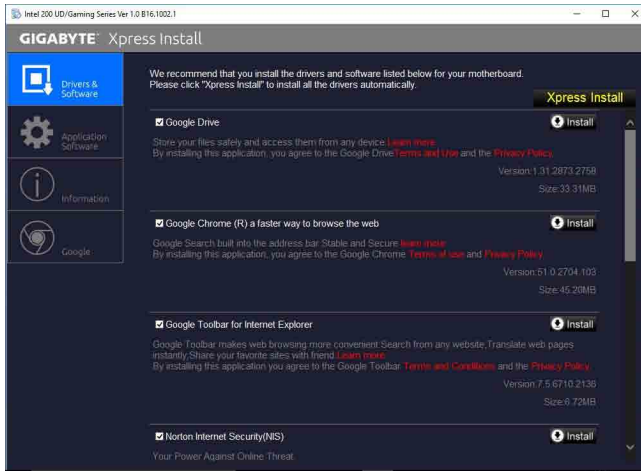 Intel 200 UD/Gaming Series Ver 1.0 B16.1002.1
GIGABYTE™ Xpress Install
Drivers &
Software
Application
Software
Information
Google
We recommend that you install the drivers and software listed below for your motherboard.
Please click "Xpress Install" to install all the drivers automatically.
Xpress Install
Google Drive
Install
Store your files safely and access them from any device.Learn more.
By installing this application, you agree to the Google DriveTerms and Use and the Privacy Policy.
Version:1.31.2873.2758
Size:33.31MB
Google Chrome (R) a faster way to browse the web
Install
Google Search built into the address bar Stable and Secure learn more
By installing this application, you agree to the Google Chrome Terms of use and Privacy Policy.
Version:51.0.2704.103
Size:45.20MB
Google Toolbar for Internet Explorer
Install
Google Toolbar makes web browsing more convenient.Search from any website,Translate web pages
instantly,Share your favorite sites with friend.Learn more.
By installing this application you agree to the Google Toolbar Terms and Conditions and the Privacy Policy.
Version:7.5.6710.2136
Size:6.72MB
Norton Internet Security(NIS)
Install
Your Power Against Online Threat